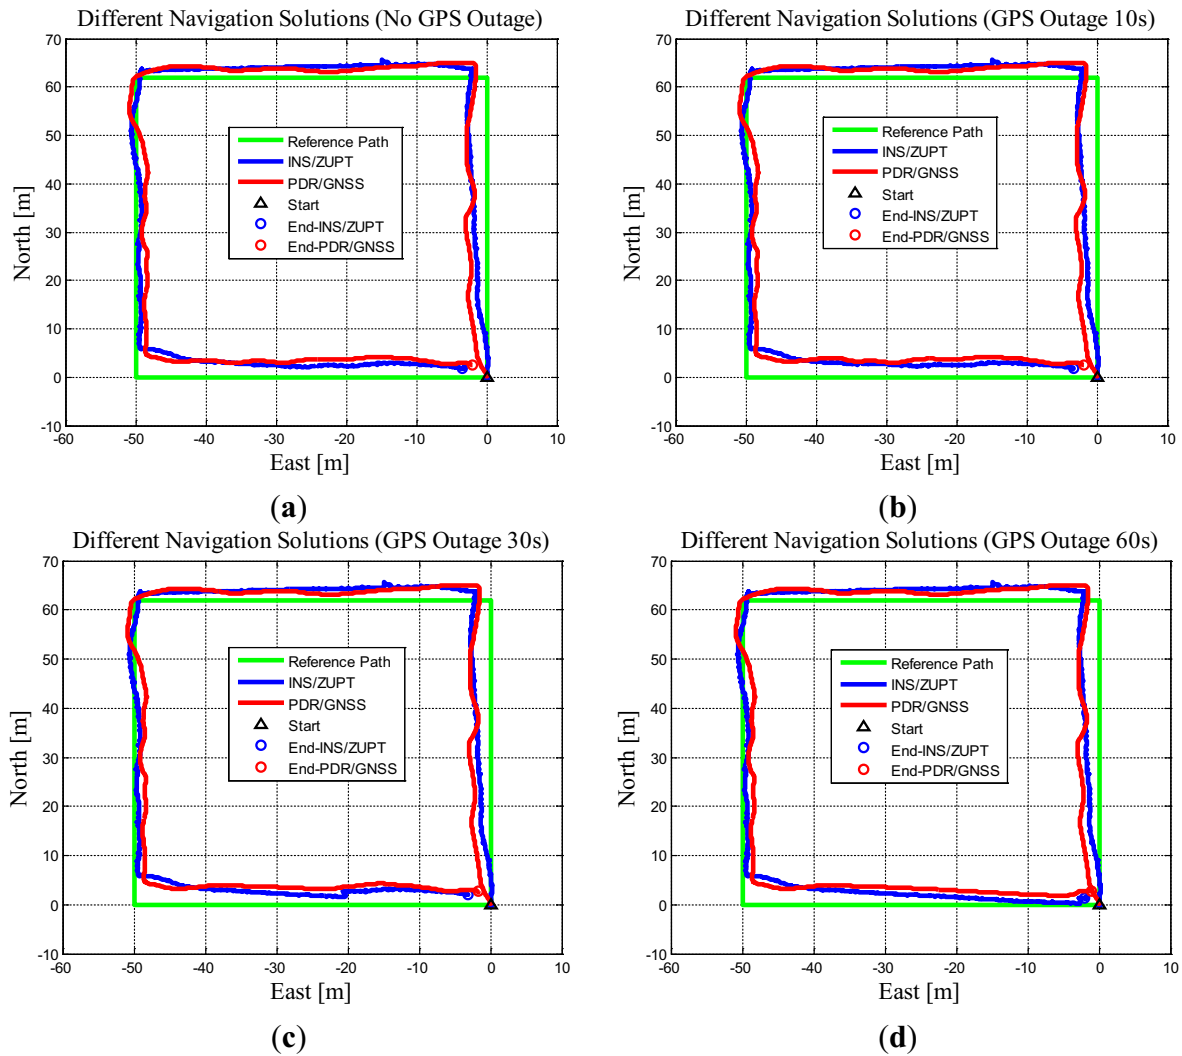 Different Navigation Solutions (No GPS Outage)
70
60
50
40
30
20
10
0
-10
North [m]
Reference Path
INS/ZUPT
PDR/GNSS
Start
End-INS/ZUPT
End-PDR/GNSS
-60 -50 -40 -30 -20 -10 0 10
East [m]
(a)
Different Navigation Solutions (GPS Outage 10s)
70
60
50
40
30
20
10
0
-10
North [m]
Reference Path
INS/ZUPT
PDR/GNSS
Start
End-INS/ZUPT
End-PDR/GNSS
-60 -50 -40 -30 -20 -10 0 10
East [m]
(b)
Different Navigation Solutions (GPS Outage 30s)
70
60
50
40
30
20
10
0
-10
North [m]
Reference Path
INS/ZUPT
PDR/GNSS
Start
End-INS/ZUPT
End-PDR/GNSS
-60 -50 -40 -30 -20 -10 0 10
East [m]
(c)
Different Navigation Solutions (GPS Outage 60s)
70
60
50
40
30
20
10
0
-10
North [m]
Reference Path
INS/ZUPT
PDR/GNSS
Start
End-INS/ZUPT
End-PDR/GNSS
-60 -50 -40 -30 -20 -10 0 10
East [m]
(d)